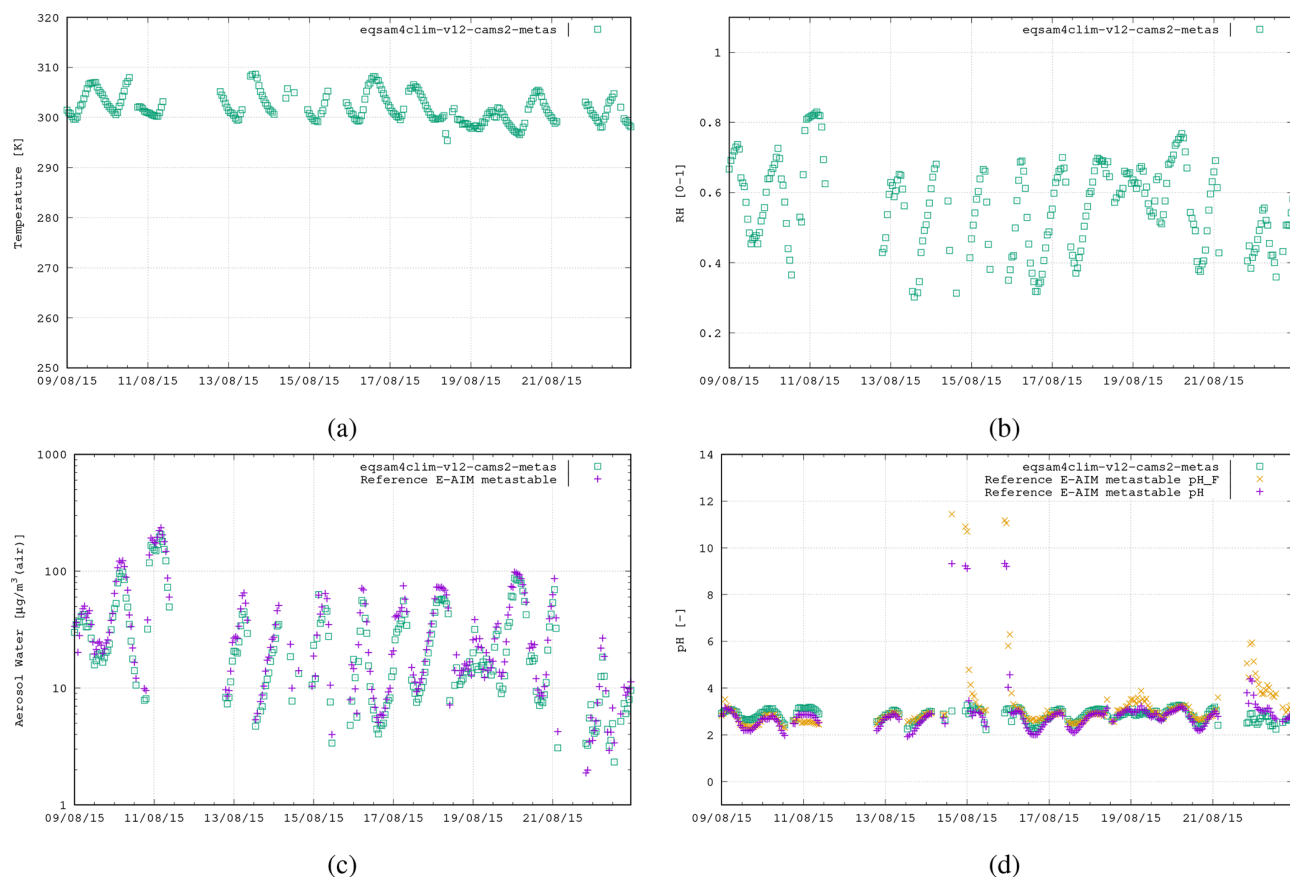 320
310
300
290
280
270
260
250
Temperature [K]
eqsam4clim-v12-cams2-metas
09/08/15 11/08/15 13/08/15 15/08/15 17/08/15 19/08/15 21/08/15
(a)
1
0.8
0.6
0.4
0.2
RH [0-1]
eqsam4clim-v12-cams2-metas
09/08/15 11/08/15 13/08/15 15/08/15 17/08/15 19/08/15 21/08/15
(b)
1000
100
10
1
Aerosol Water [µg/m³(air)]
eqsam4clim-v12-cams2-metas
Reference E-AIM metastable
09/08/15 11/08/15 13/08/15 15/08/15 17/08/15 19/08/15 21/08/15
(c)
14
12
10
8
6
4
2
0
pH [-]
eqsam4clim-v12-cams2-metas
Reference E-AIM metastable pH_F
Reference E-AIM metastable pH
09/08/15 11/08/15 13/08/15 15/08/15 17/08/15 19/08/15 21/08/15
(d)